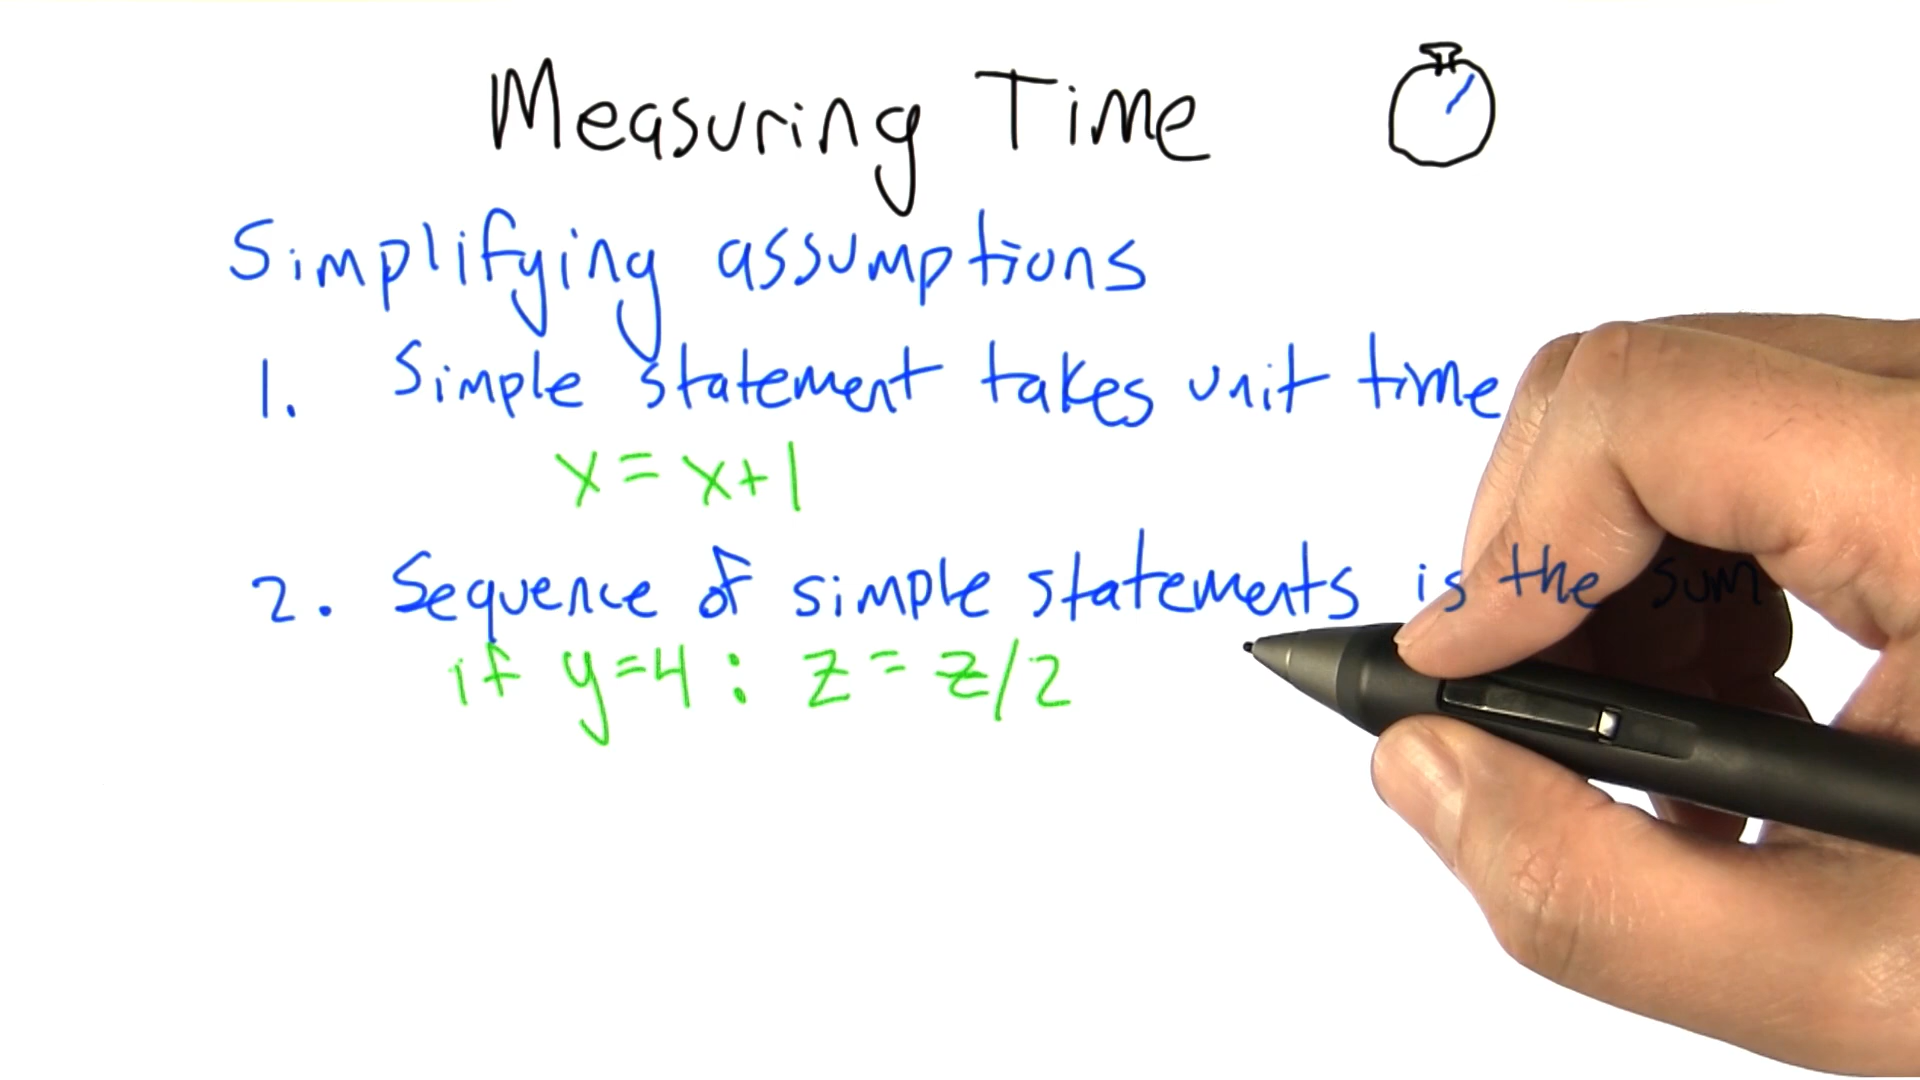 Measuring Time
Simplifying assumptions
1. Simple statement takes unit time
x = x+1
2. Sequence of simple statements is the sum
if y=4 : z = z/2